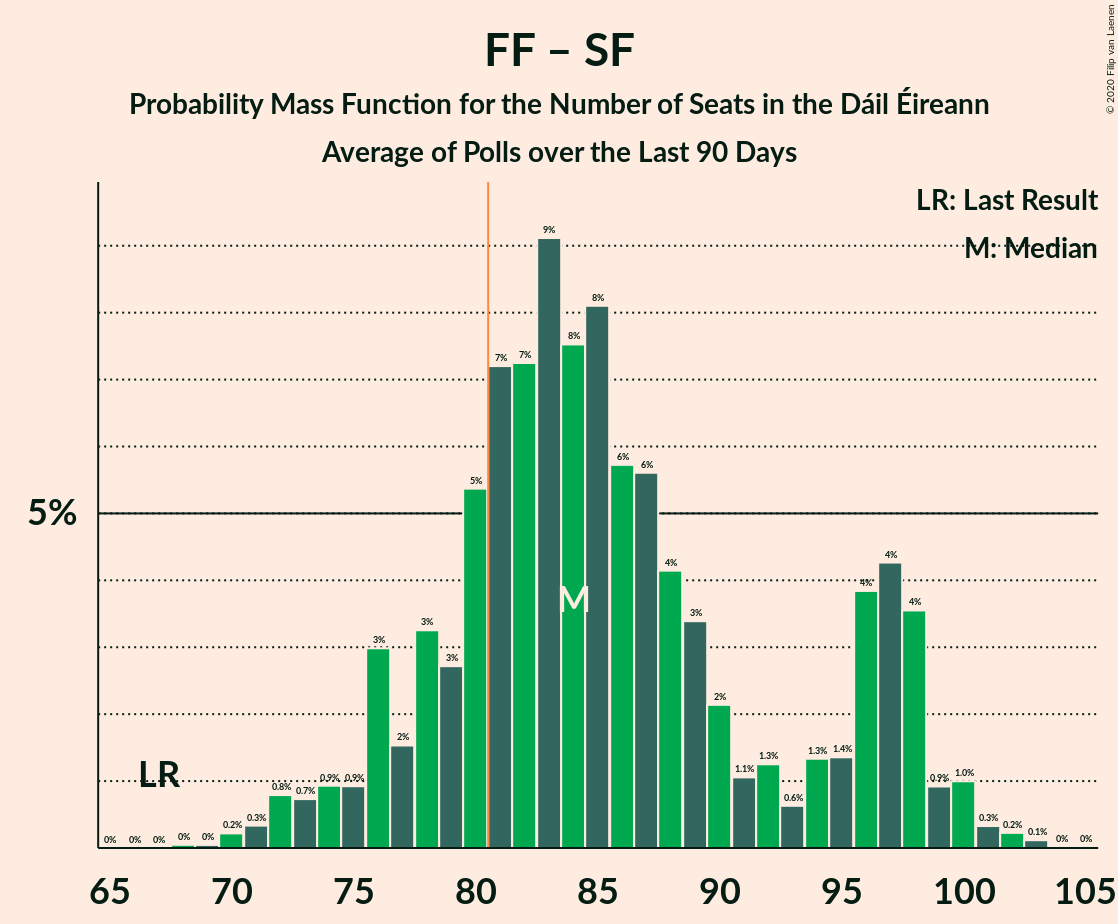 FF – SF
Probability Mass Function for the Number of Seats in the Dáil Éireann
Average of Polls over the Last 90 Days
© 2020 Filip van Laenen
LR: Last Result
M: Median
5%
LR
M
0% 0% 0% 0% 0% 0.2% 0.3% 0.8% 0.7% 0.9% 0.9% 3% 2% 3% 3% 5% 7% 7% 9% 8% 8% 6% 6% 4% 3% 2% 1.1% 1.3% 0.6% 1.3% 1.4% 4% 4% 4% 0.9% 1.0% 0.3% 0.2% 0.1% 0% 0%
65 70 75 80 85 90 95 100 105